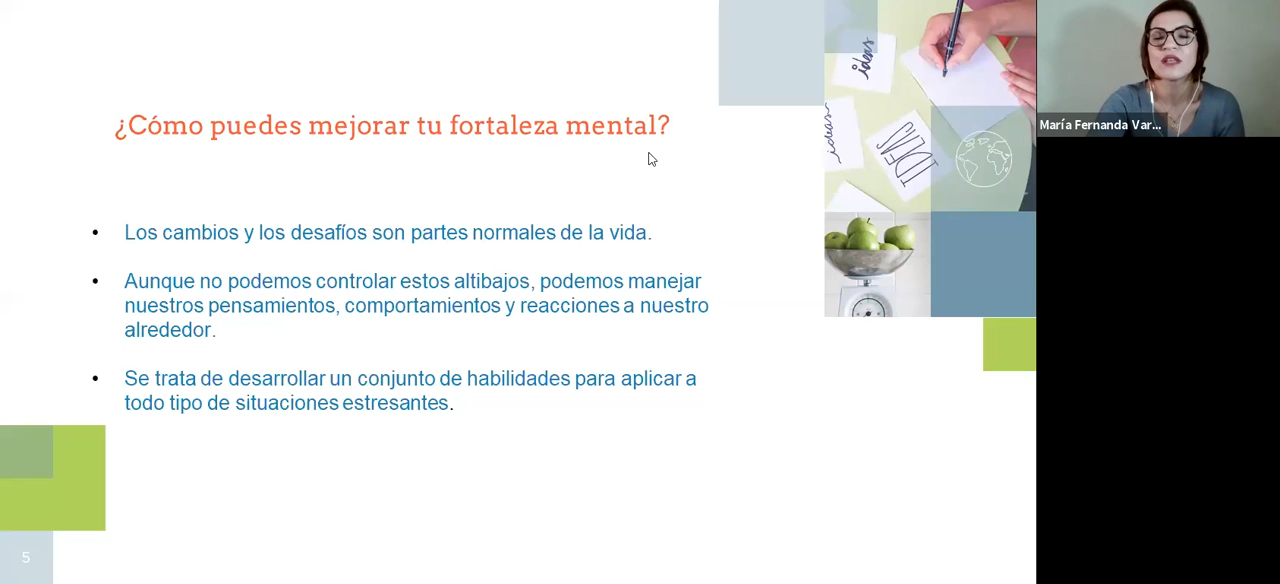 ¿Cómo puedes mejorar tu fortaleza mental?
• Los cambios y los desafíos son partes normales de la vida.
• Aunque no podemos controlar estos altibajos, podemos manejar
nuestros pensamientos, comportamientos y reacciones a nuestro
alrededor.
• Se trata de desarrollar un conjunto de habilidades para aplicar a
todo tipo de situaciones estresantes.
5
ideas
ideas
IDEAS
María Fernanda Var...